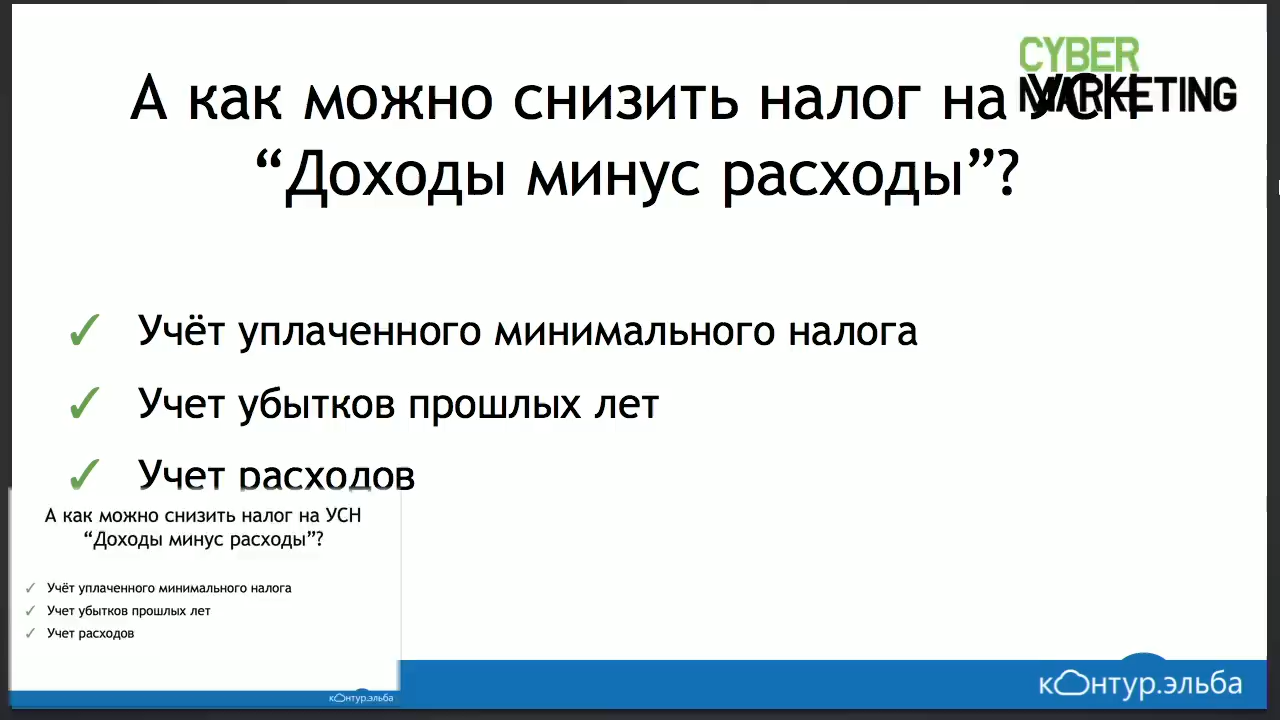 CYBER
MARKETING
А как можно снизить налог на УСН
“Доходы минус расходы”?
✓ Учёт уплаченного минимального налога
✓ Учет убытков прошлых лет
✓ Учет расходов
А как можно снизить налог на УСН
“Доходы минус расходы”?
✓ Учёт уплаченного минимального налога
✓ Учет убытков прошлых лет
✓ Учет расходов
контур.эльба
контур.эльба